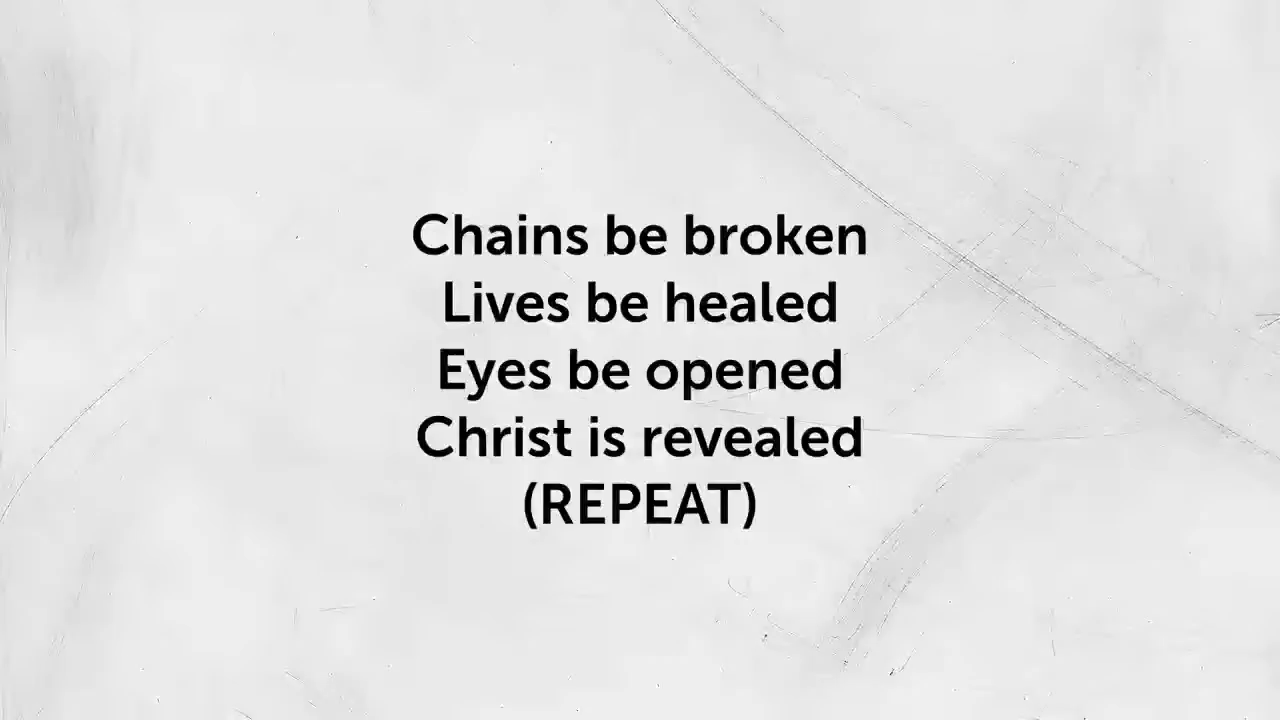 Chains be broken
Lives be healed
Eyes be opened
Christ is revealed
(REPEAT)